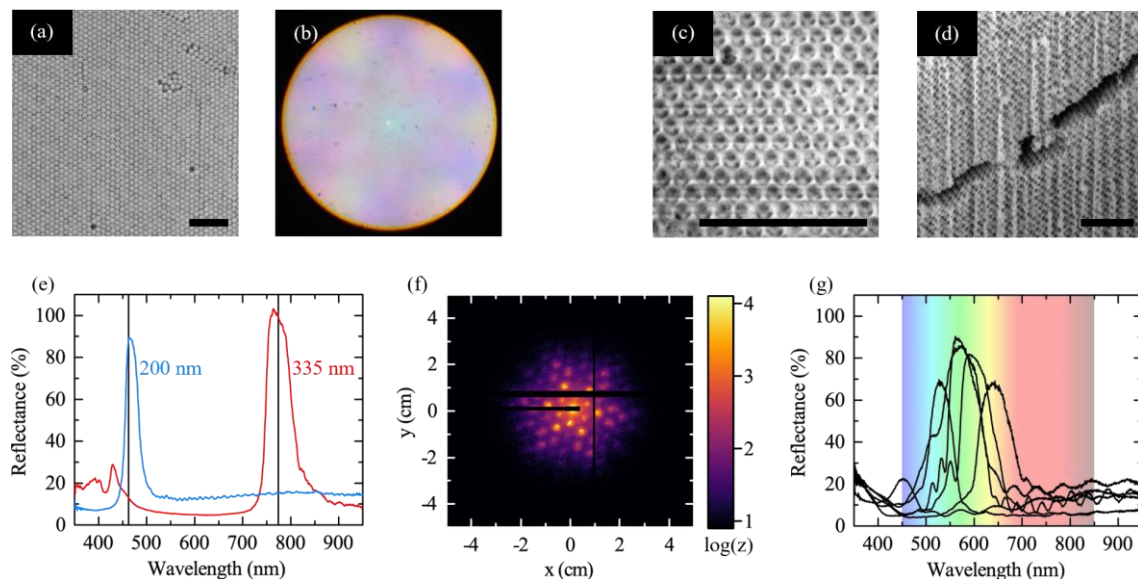 (a)
(b)
(c)
(d)
(e)
100
80
60
40
20
0
Reflectance (%)
200 nm
335 nm
400 500 600 700 800 900
Wavelength (nm)
(f)
4
2
0
-2
-4
y (cm)
-4 -2 0 2 4
x (cm)
4
3
2
1
log(z)
(g)
100
80
60
40
20
0
Reflectance (%)
400 500 600 700 800 900
Wavelength (nm)